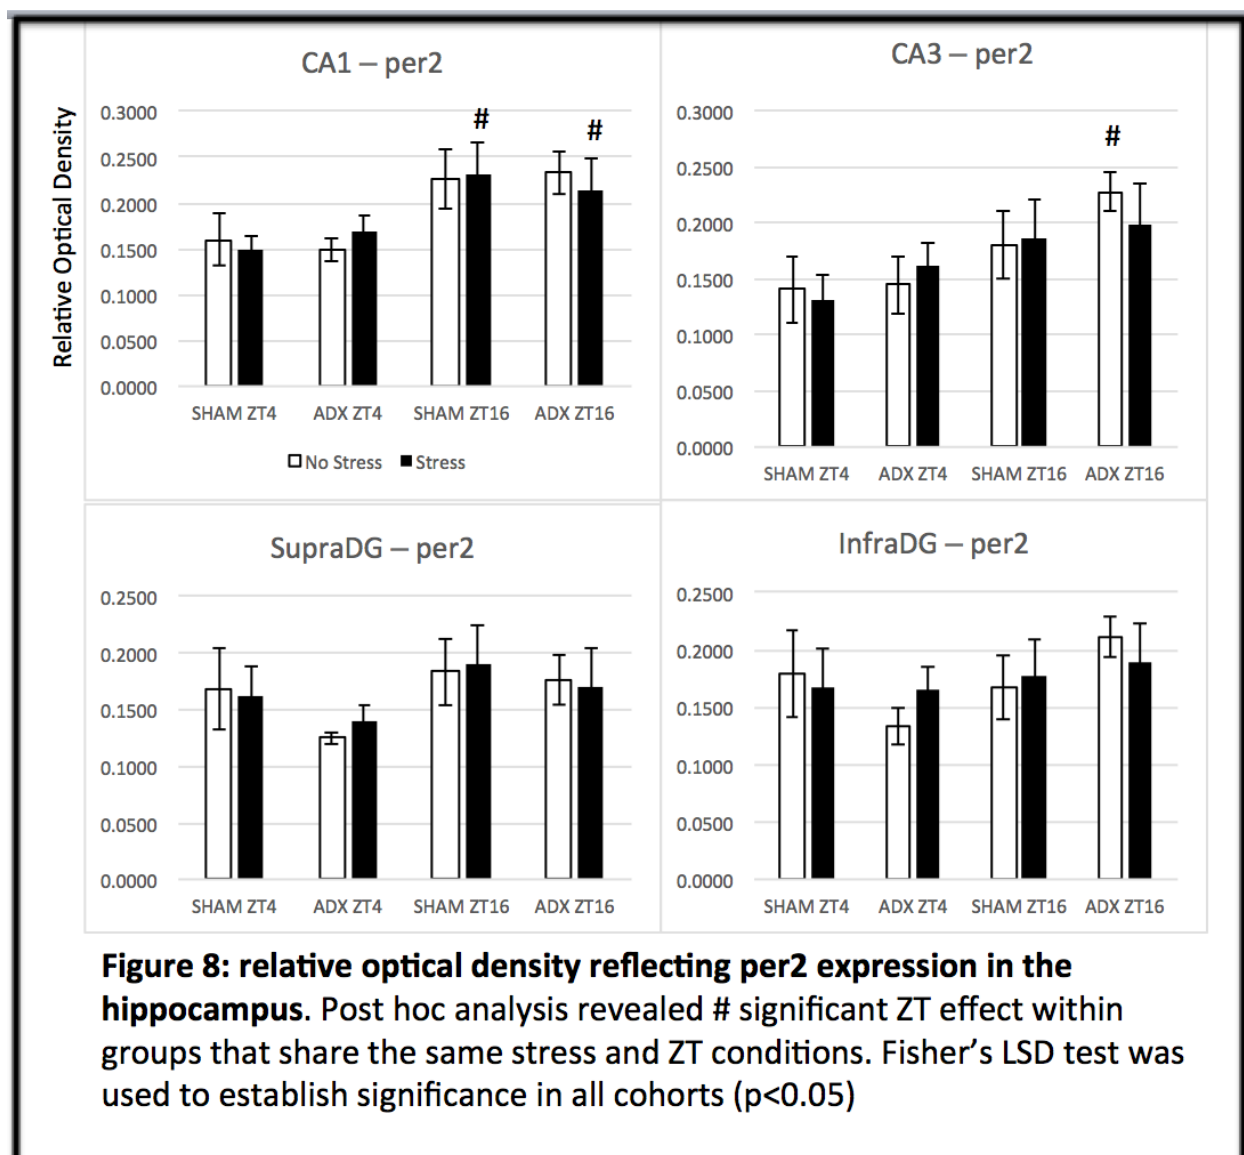 CA1 – per2
Relative Optical Density
0.3000
0.2500
0.2000
0.1500
0.1000
0.0500
0.0000
# #
SHAM ZT4 ADX ZT4 SHAM ZT16 ADX ZT16
No Stress Stress
CA3 – per2
0.3000
0.2500
0.2000
0.1500
0.1000
0.0500
0.0000
#
SHAM ZT4 ADX ZT4 SHAM ZT16 ADX ZT16
SupraDG – per2
0.2500
0.2000
0.1500
0.1000
0.0500
0.0000
SHAM ZT4 ADX ZT4 SHAM ZT16 ADX ZT16
InfraDG – per2
0.2500
0.2000
0.1500
0.1000
0.0500
0.0000
SHAM ZT4 ADX ZT4 SHAM ZT16 ADX ZT16
Figure 8: relative optical density reflecting per2 expression in the
hippocampus. Post hoc analysis revealed # significant ZT effect within
groups that share the same stress and ZT conditions. Fisher's LSD test was
used to establish significance in all cohorts (p<0.05)